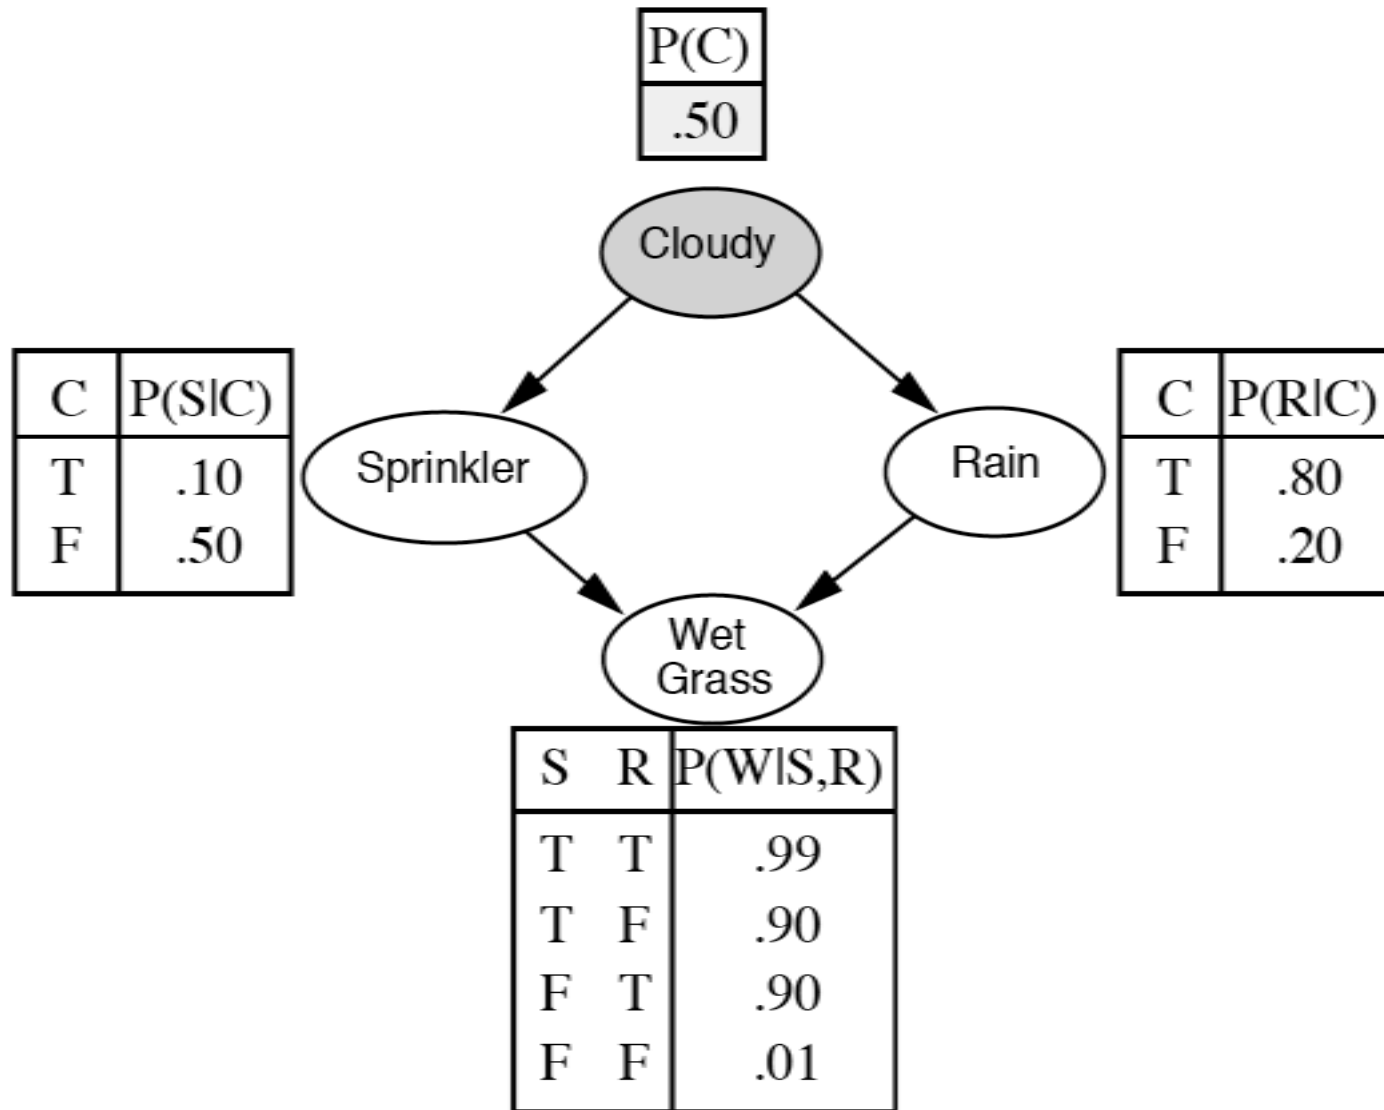 P(C)
.50
Cloudy
C P(S|C)
T .10
F .50
Sprinkler
Rain
C P(R|C)
T .80
F .20
Wet
Grass
S R P(W|S,R)
T T .99
T F .90
F T .90
F F .01